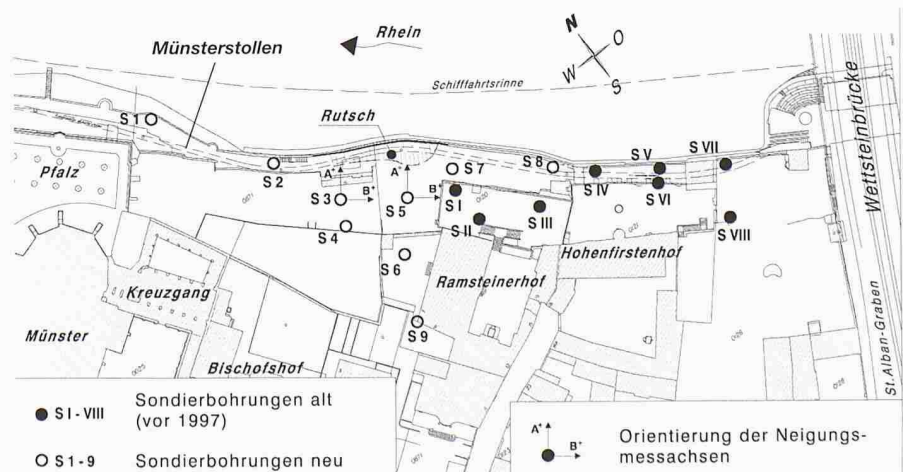 Rhein
N
O
W
S
Münsterstollen
Schifffahrtsrinne
Wettsteinbrücke
S 1
Rutsch
Pfalz
S 2
A⁺
A⁺
S 7
S 8
S V
S VII
S 3
B⁺
S 5
B⁺
S I
S IV
S VI
S 4
S II
S III
S VIII
S 6
Hohenfirstenhof
Kreuzgang
Ramsteinerhof
Münster
S 9
Bischofshof
St. Alban-Graben
S I - VIII Sondierbohrungen alt
(vor 1997)
S 1 - 9 Sondierbohrungen neu
A⁺
B⁺
Orientierung der Neigungs-
messachsen